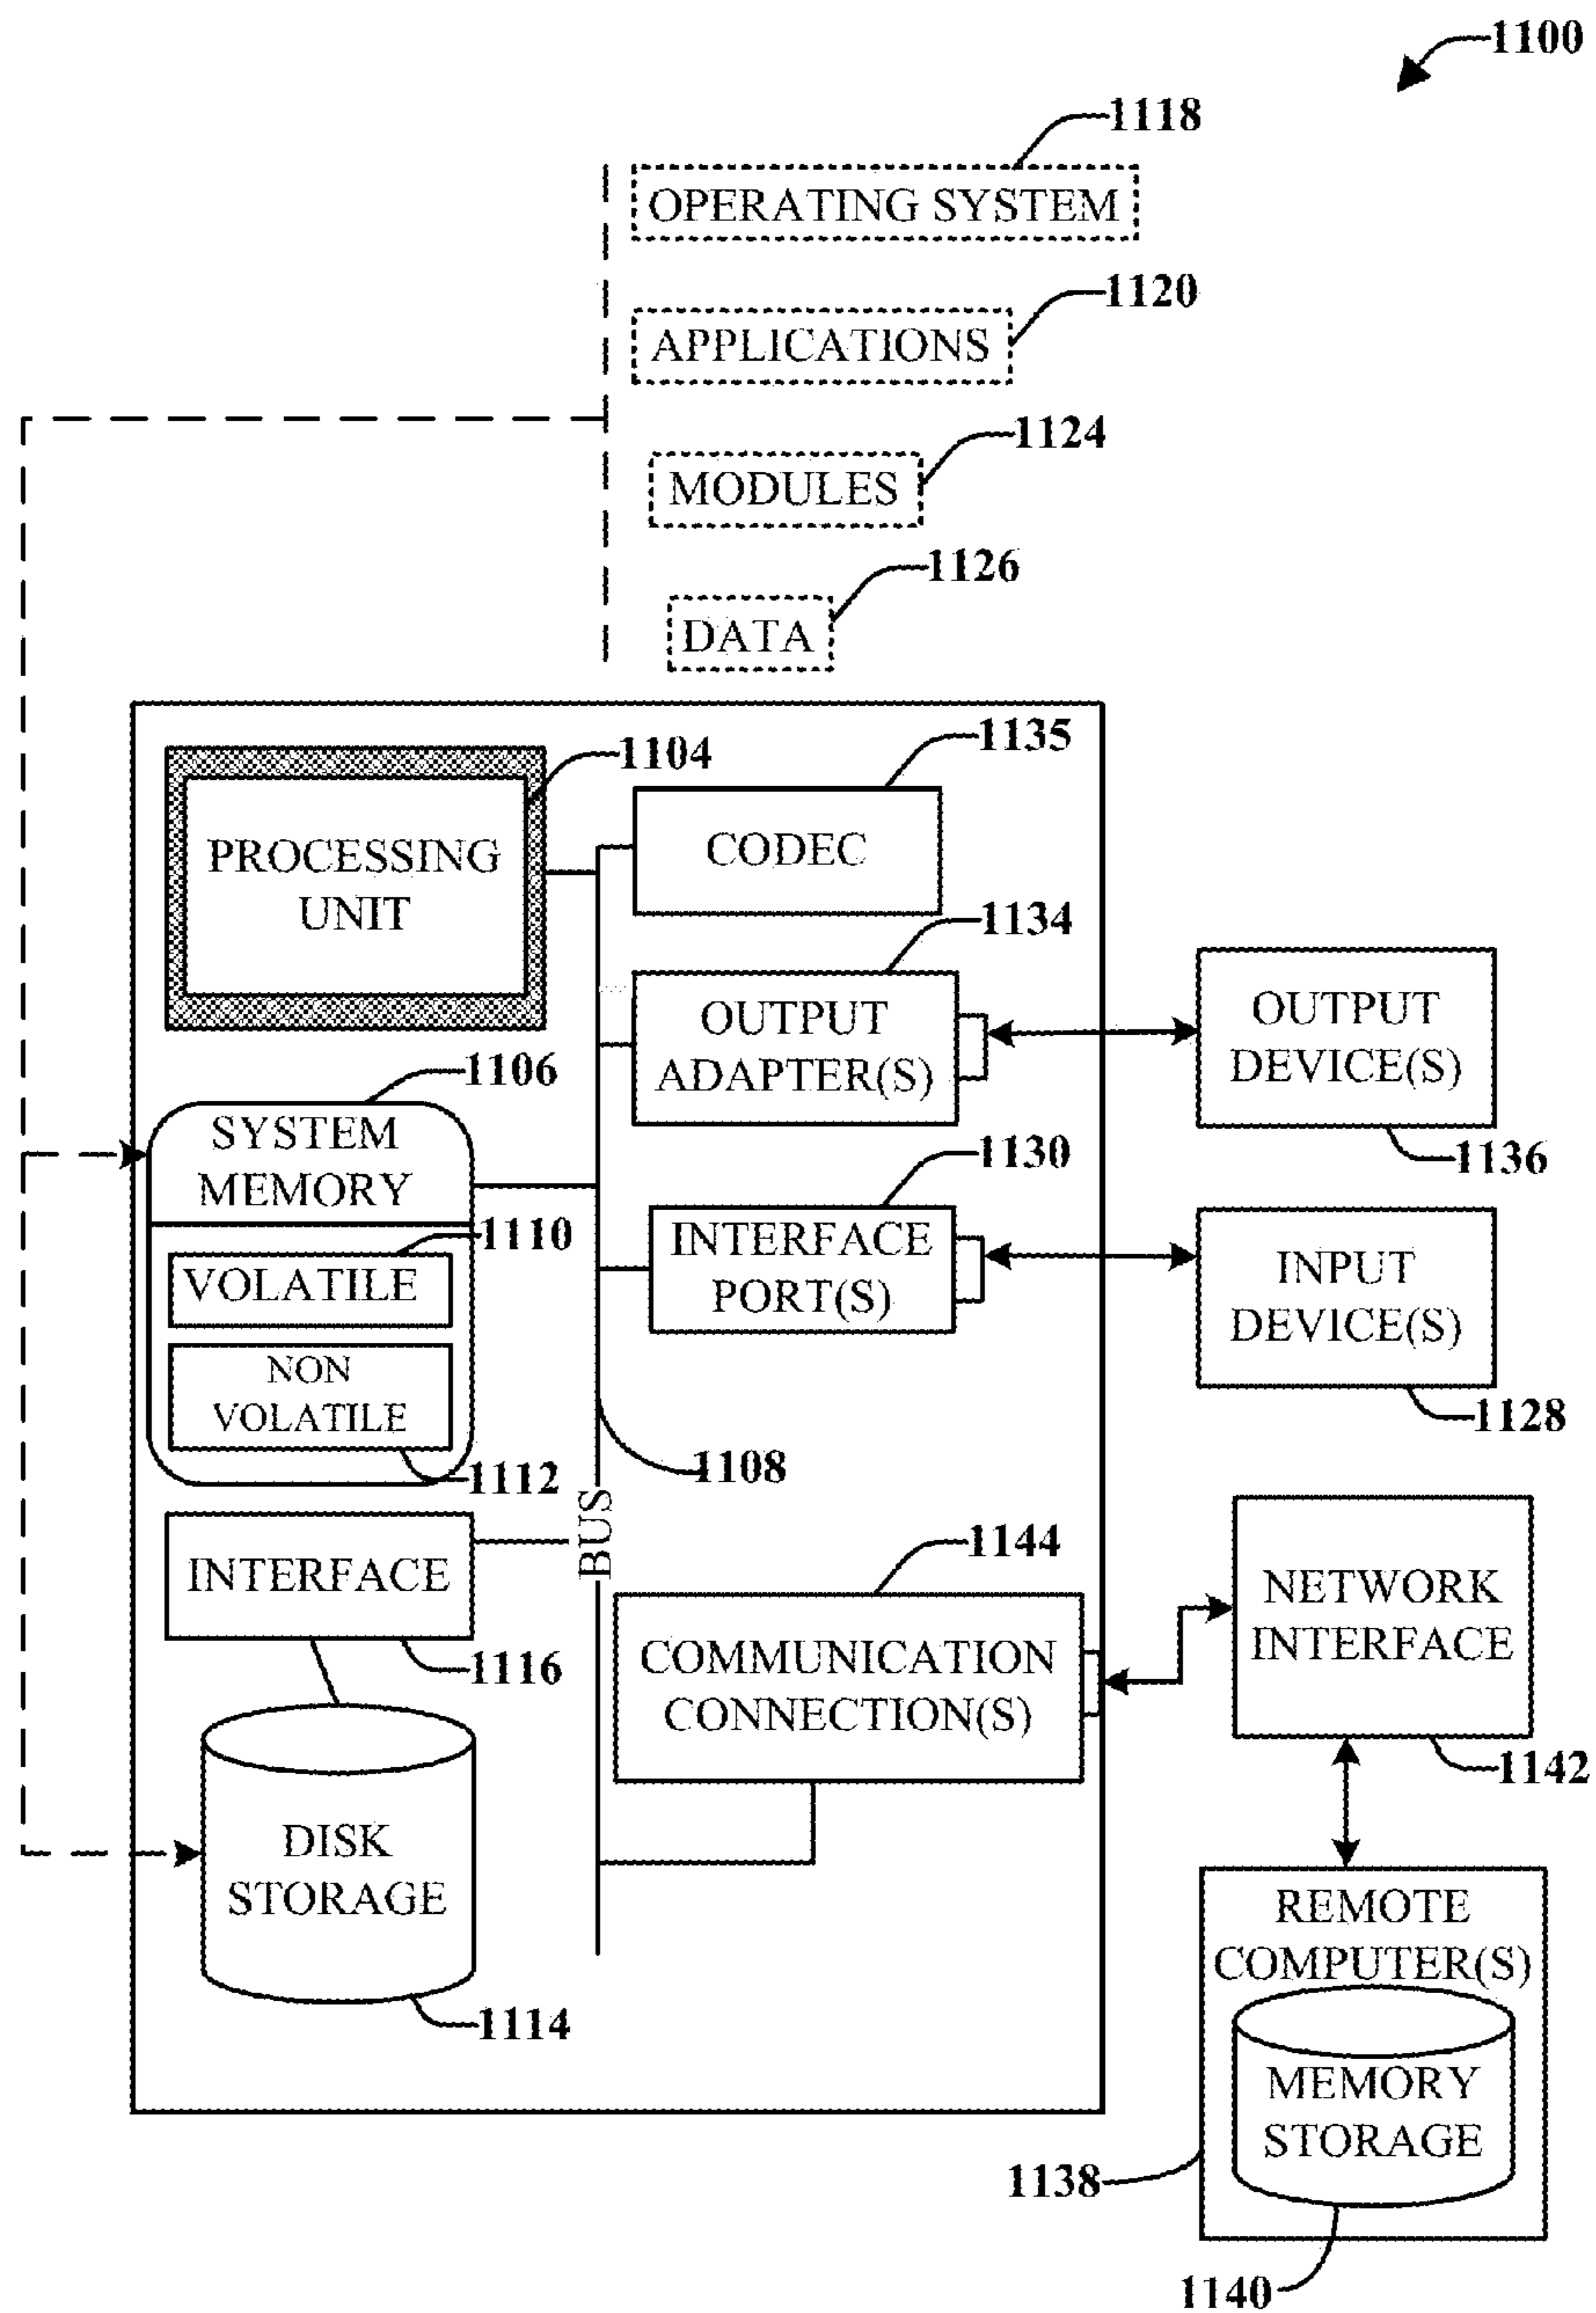 1100
1118
OPERATING SYSTEM
1120
APPLICATIONS
1124
MODULES
1126
DATA
1135
1104
CODEC
PROCESSING
UNIT
1134
OUTPUT
ADAPTER(S)
OUTPUT
DEVICE(S)
1136
1106
SYSTEM
MEMORY
1130
1110
VOLATILE
INTERFACE
PORT(S)
INPUT
DEVICE(S)
1128
NON
VOLATILE
1112
1108
BUS
1144
INTERFACE
1116
COMMUNICATION
CONNECTION(S)
NETWORK
INTERFACE
1142
DISK
STORAGE
1114
REMOTE
COMPUTER(S)
MEMORY
STORAGE
1138
1140